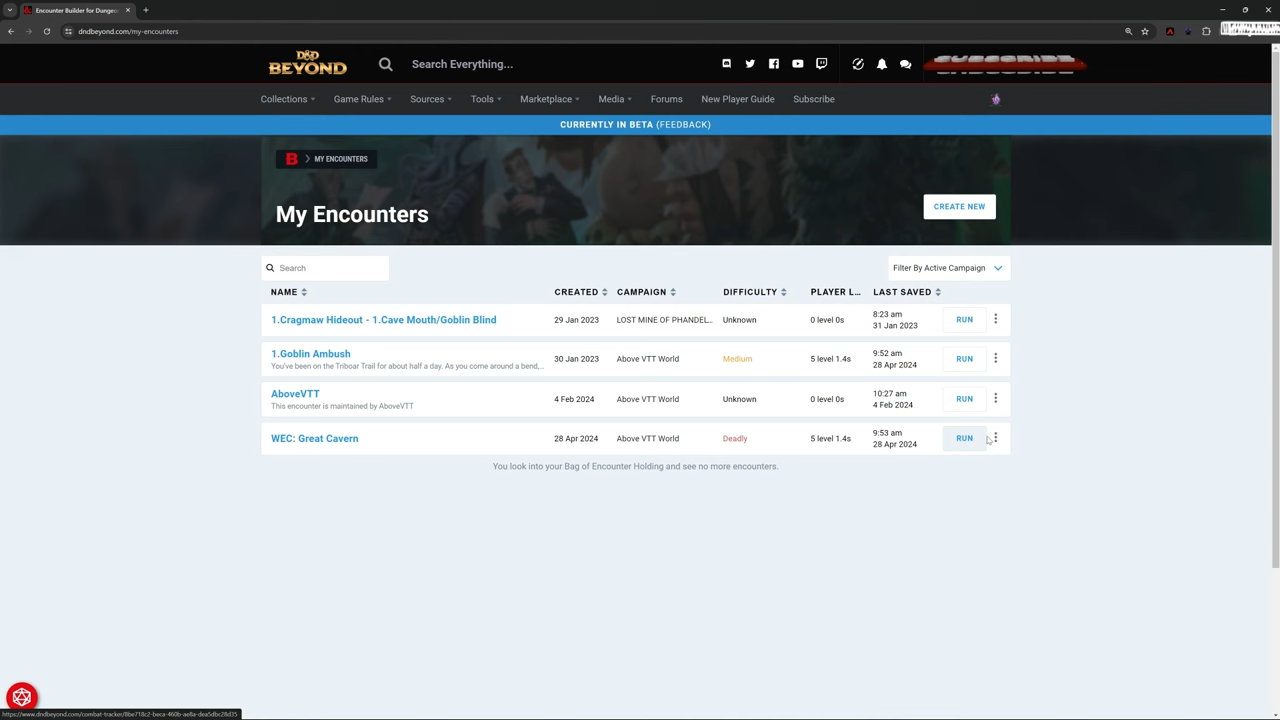 Encounter Builder for Dungeo
dndbeyond.com/my-encounters
D&D BEYOND
Search Everything...
Collections
Game Rules
Sources
Tools
Marketplace
Media
Forums
New Player Guide
Subscribe
CURRENTLY IN BETA (FEEDBACK)
B MY ENCOUNTERS
My Encounters
CREATE NEW
Search
Filter By Active Campaign
NAME CREATED CAMPAIGN DIFFICULTY PLAYER L... LAST SAVED
1.Cragmaw Hideout - 1.Cave Mouth/Goblin Blind 29 Jan 2023 LOST MINE OF PHANDEL... Unknown 0 level 0s 8:23 am 31 Jan 2023 RUN
1.Goblin Ambush 30 Jan 2023 Above VTT World Medium 5 level 1.4s 9:52 am 28 Apr 2024 RUN
You've been on the Triboar Trail for about half a day. As you come around a bend,...
AboveVTT 4 Feb 2024 Above VTT World Unknown 0 level 0s 10:27 am 4 Feb 2024 RUN
This encounter is maintained by AboveVTT
WEC: Great Cavern 28 Apr 2024 Above VTT World Deadly 5 level 1.4s 9:53 am 28 Apr 2024 RUN
You look into your Bag of Encounter Holding and see no more encounters.